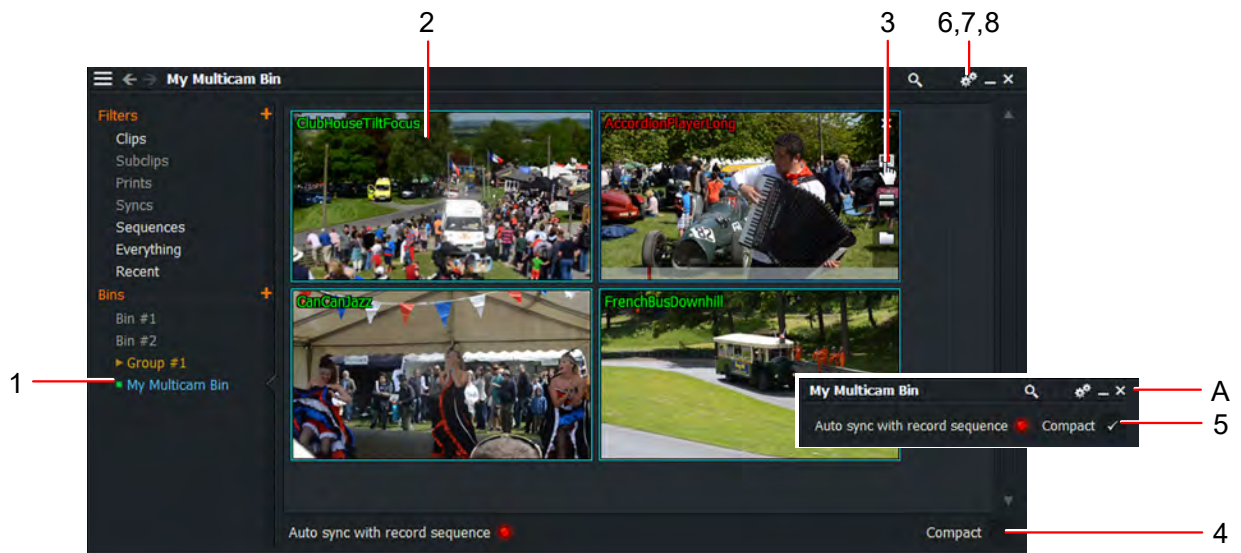 2
3
6,7,8
My Multicam Bin
Filters +
Clips
Subclips
Prints
Syncs
Sequences
Everything
Recent
Bins +
Bin #1
Bin #2
Group #1
My Multicam Bin
1
ClubHouseTiltFocus
AccordionPlayerLong
CanCanJazz
FrenchBusDownhill
My Multicam Bin
A
Auto sync with record sequence Compact ✓
5
Auto sync with record sequence
Compact
4